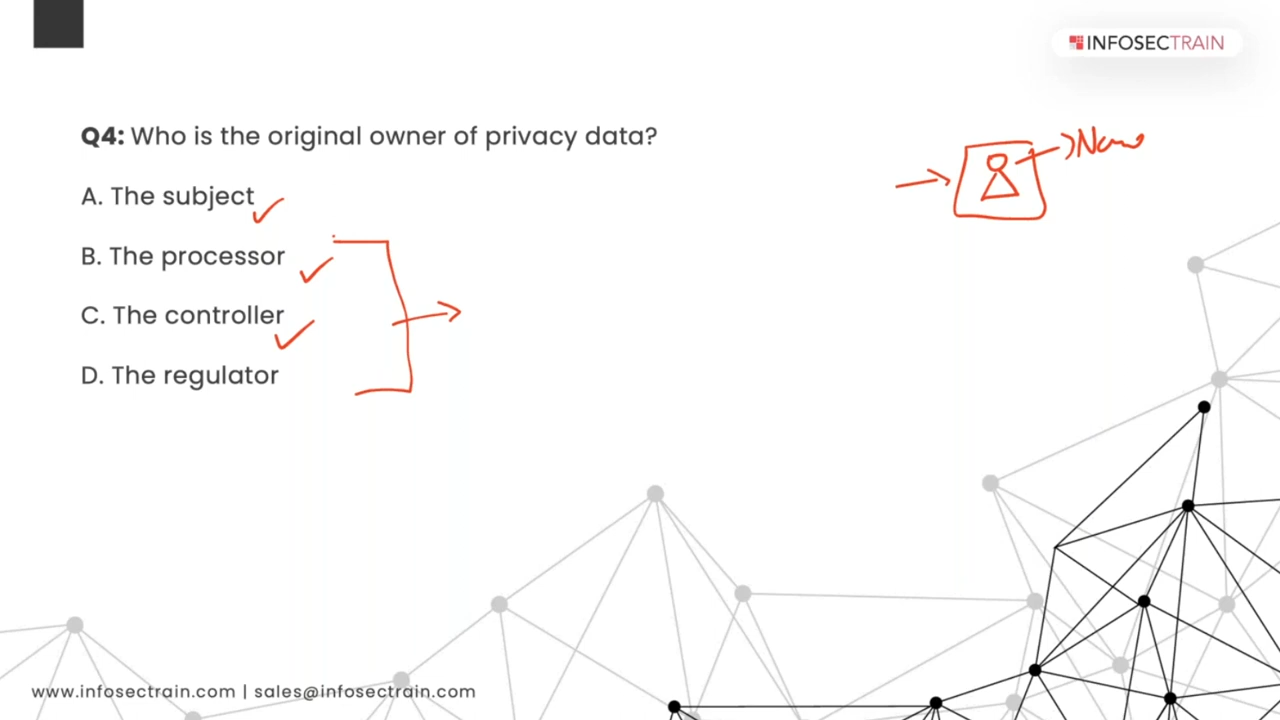 INFOSECTRAIN
Q4: Who is the original owner of privacy data?
A. The subject
B. The processor
C. The controller
D. The regulator
www.infosectrain.com | sales@infosectrain.com